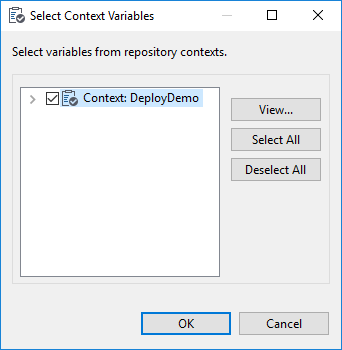 Select Context Variables
Select variables from repository contexts.
Context: DeployDemo
View...
Select All
Deselect All
OK
Cancel